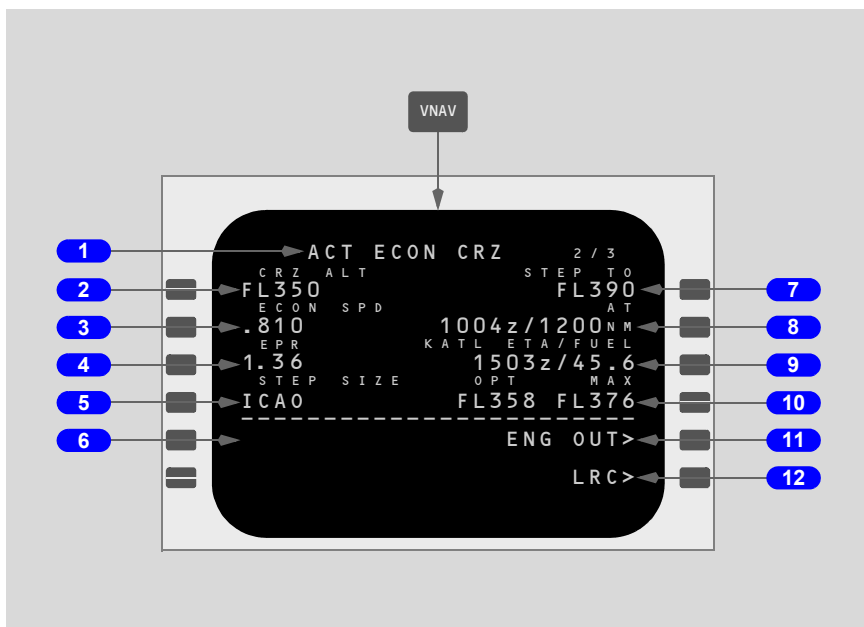 VNAV
1 ACT ECON CRZ 2/3
CRZ ALT STEP TO
2 FL350 FL390 7
ECON SPD AT
3 .810 1004z/1200NM 8
EPR KATL ETA/FUEL
4 1.36 1503z/45.6 9
STEP SIZE OPT MAX
5 ICAO FL358 FL376 10
------------------------
6 ENG OUT> 11
LRC> 12